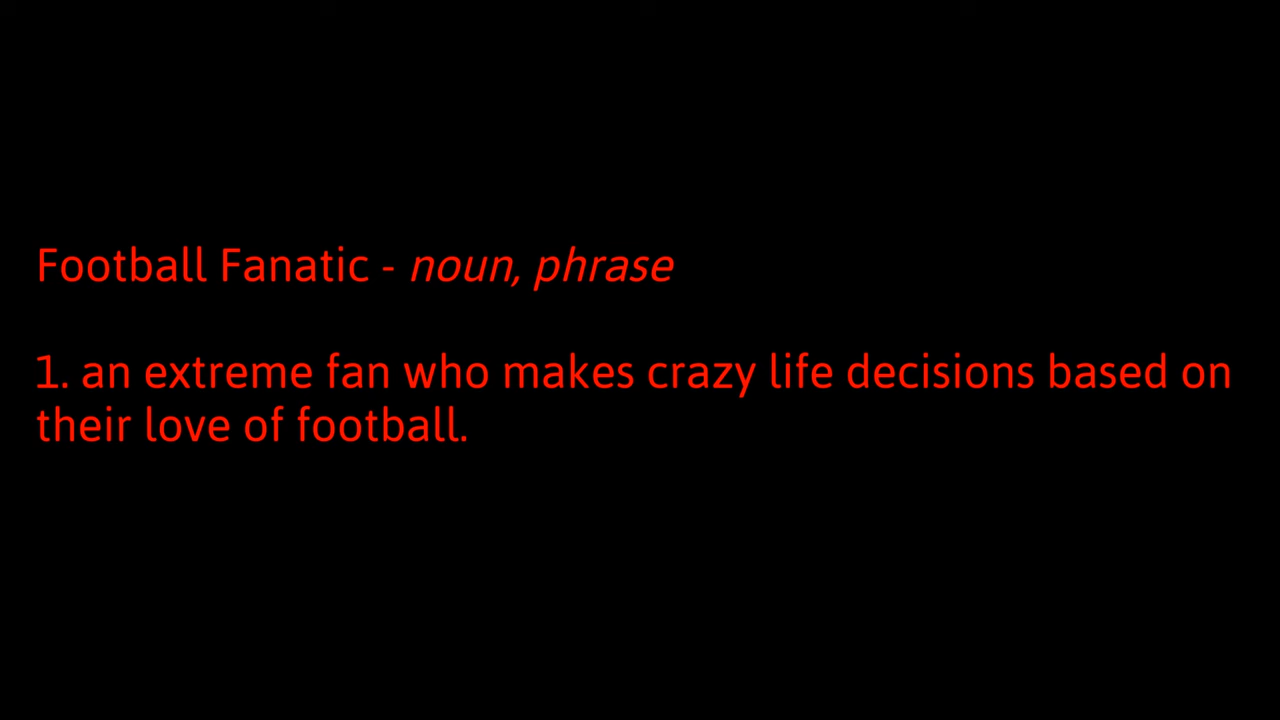 Football Fanatic - noun, phrase
1. an extreme fan who makes crazy life decisions based on
their love of football.